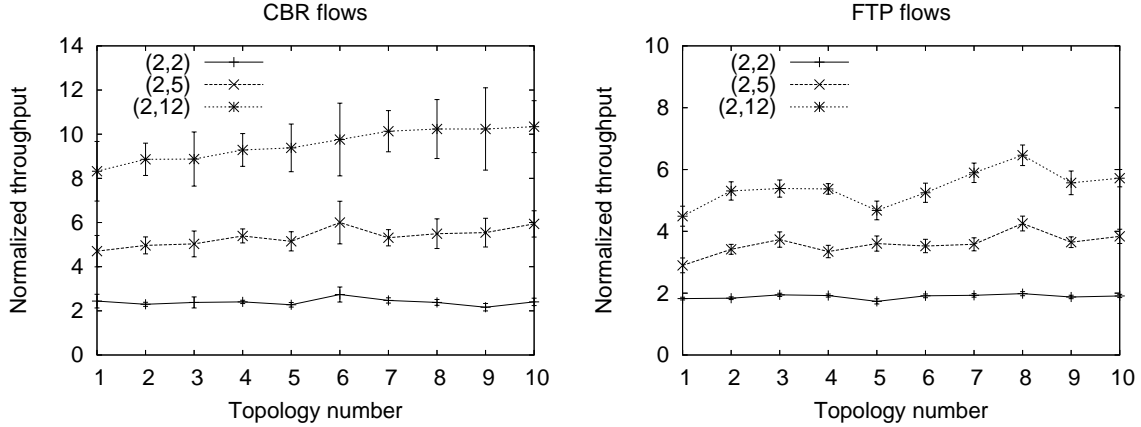 CBR flows
14
12
10
8
6
4
2
0
Normalized throughput
(2,2)
(2,5)
(2,12)
1 2 3 4 5 6 7 8 9 10
Topology number
FTP flows
10
8
6
4
2
0
Normalized throughput
(2,2)
(2,5)
(2,12)
1 2 3 4 5 6 7 8 9 10
Topology number